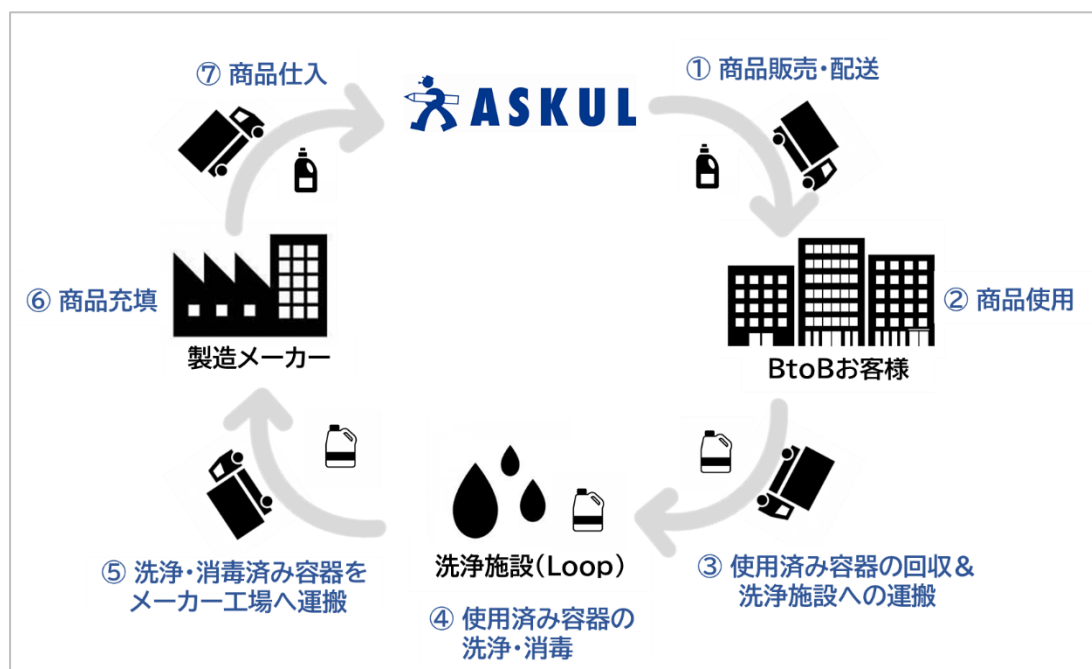 ⑦ 商品仕入
ASKUL
① 商品販売・配送
⑥ 商品充填
製造メーカー
② 商品使用
BtoBお客様
洗浄施設(Loop)
③ 使用済み容器の回収&
洗浄施設への運搬
④ 使用済み容器の
洗浄・消毒
⑤ 洗浄・消毒済み容器を
メーカー工場へ運搬